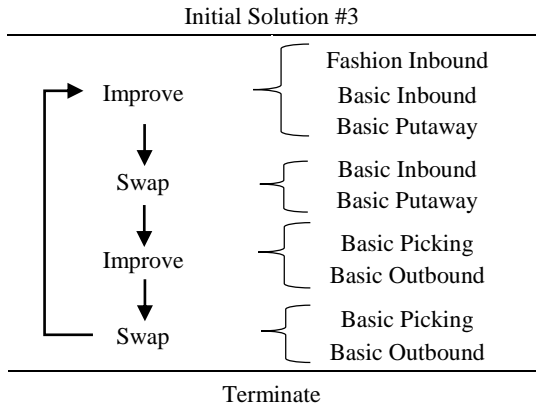 Initial Solution #3
Improve
Fashion Inbound
Basic Inbound
Basic Putaway
Swap
Basic Inbound
Basic Putaway
Improve
Basic Picking
Basic Outbound
Swap
Basic Picking
Basic Outbound
Terminate